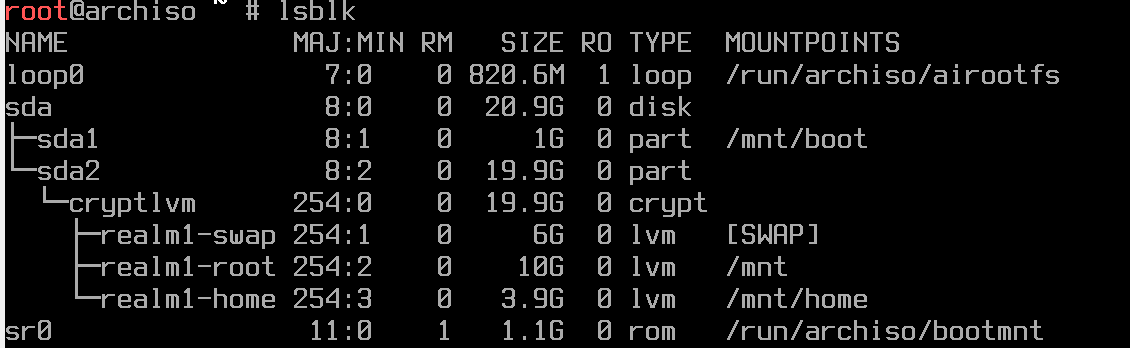 root@archiso ~ # lsblk
NAME MAJ:MIN RM SIZE RO TYPE MOUNTPOINTS
loop0 7:0 0 820.6M 1 loop /run/archiso/airootfs
sda 8:0 0 20.9G 0 disk
├─sda1 8:1 0 1G 0 part /mnt/boot
└─sda2 8:2 0 19.9G 0 part
└─cryptlvm 254:0 0 19.9G 0 crypt
├─realm1-swap 254:1 0 6G 0 lvm [SWAP]
├─realm1-root 254:2 0 10G 0 lvm /mnt
└─realm1-home 254:3 0 3.9G 0 lvm /mnt/home
sr0 11:0 1 1.1G 0 rom /run/archiso/bootmnt